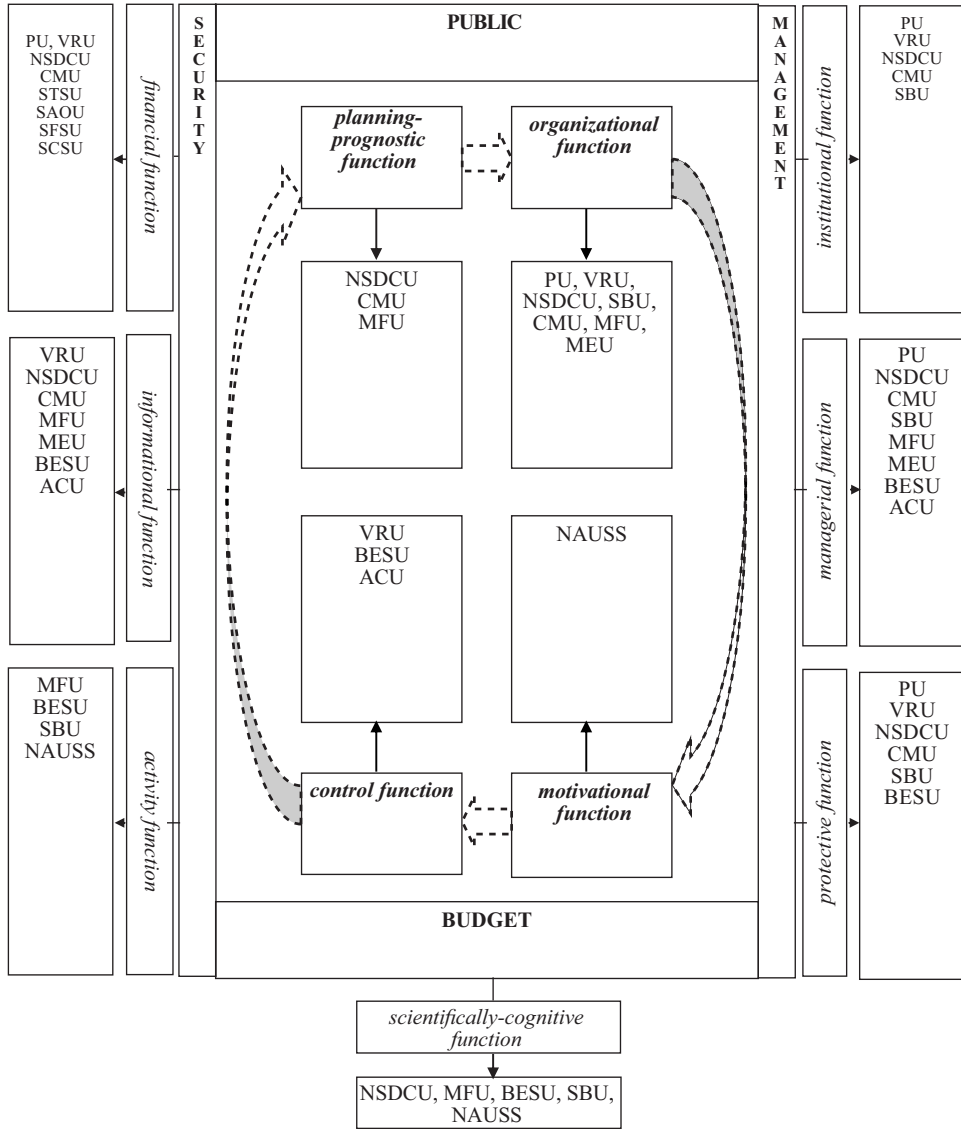 PUBLIC
SECURITY
MANAGEMENT
BUDGET
PU, VRU
NSDCU
CMU
STSU
SAOU
SFSU
SCSU
financial function
VRU
NSDCU
CMU
MFU
MEU
BESU
ACU
informational function
MFU
BESU
SBU
NAUSS
activity function
planning-
prognostic
function
organizational
function
NSDCU
CMU
MFU
PU, VRU,
NSDCU, SBU,
CMU, MFU,
MEU
VRU
BESU
ACU
NAUSS
control function
motivational
function
institutional function
PU
VRU
NSDCU
CMU
SBU
managerial function
PU
NSDCU
CMU
SBU
MFU
MEU
BESU
ACU
protective function
PU
VRU
NSDCU
CMU
SBU
BESU
scientifically-cognitive
function
NSDCU, MFU, BESU, SBU,
NAUSS